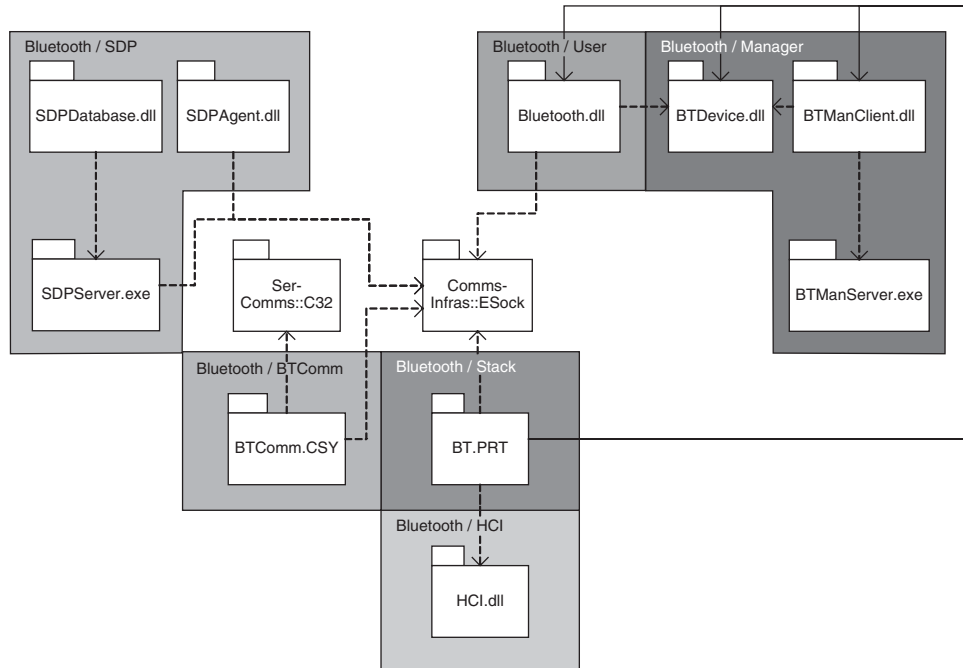 Bluetooth / SDP
Bluetooth / User
Bluetooth / Manager
SDPDatabase.dll
SDPAgent.dll
Bluetooth.dll
BTDevice.dll
BTManClient.dll
SDPServer.exe
Ser-
Comms::C32
Comms-
Infras::ESock
BTManServer.exe
Bluetooth / BTComm
Bluetooth / Stack
BTComm.CSY
BT.PRT
Bluetooth / HCI
HCI.dll